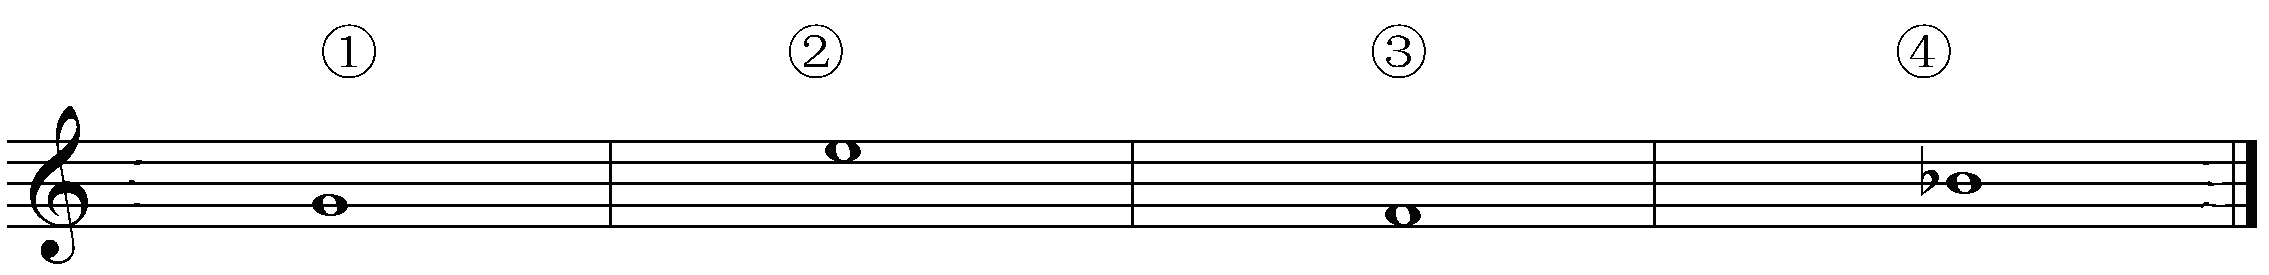 ① ② ③ ④